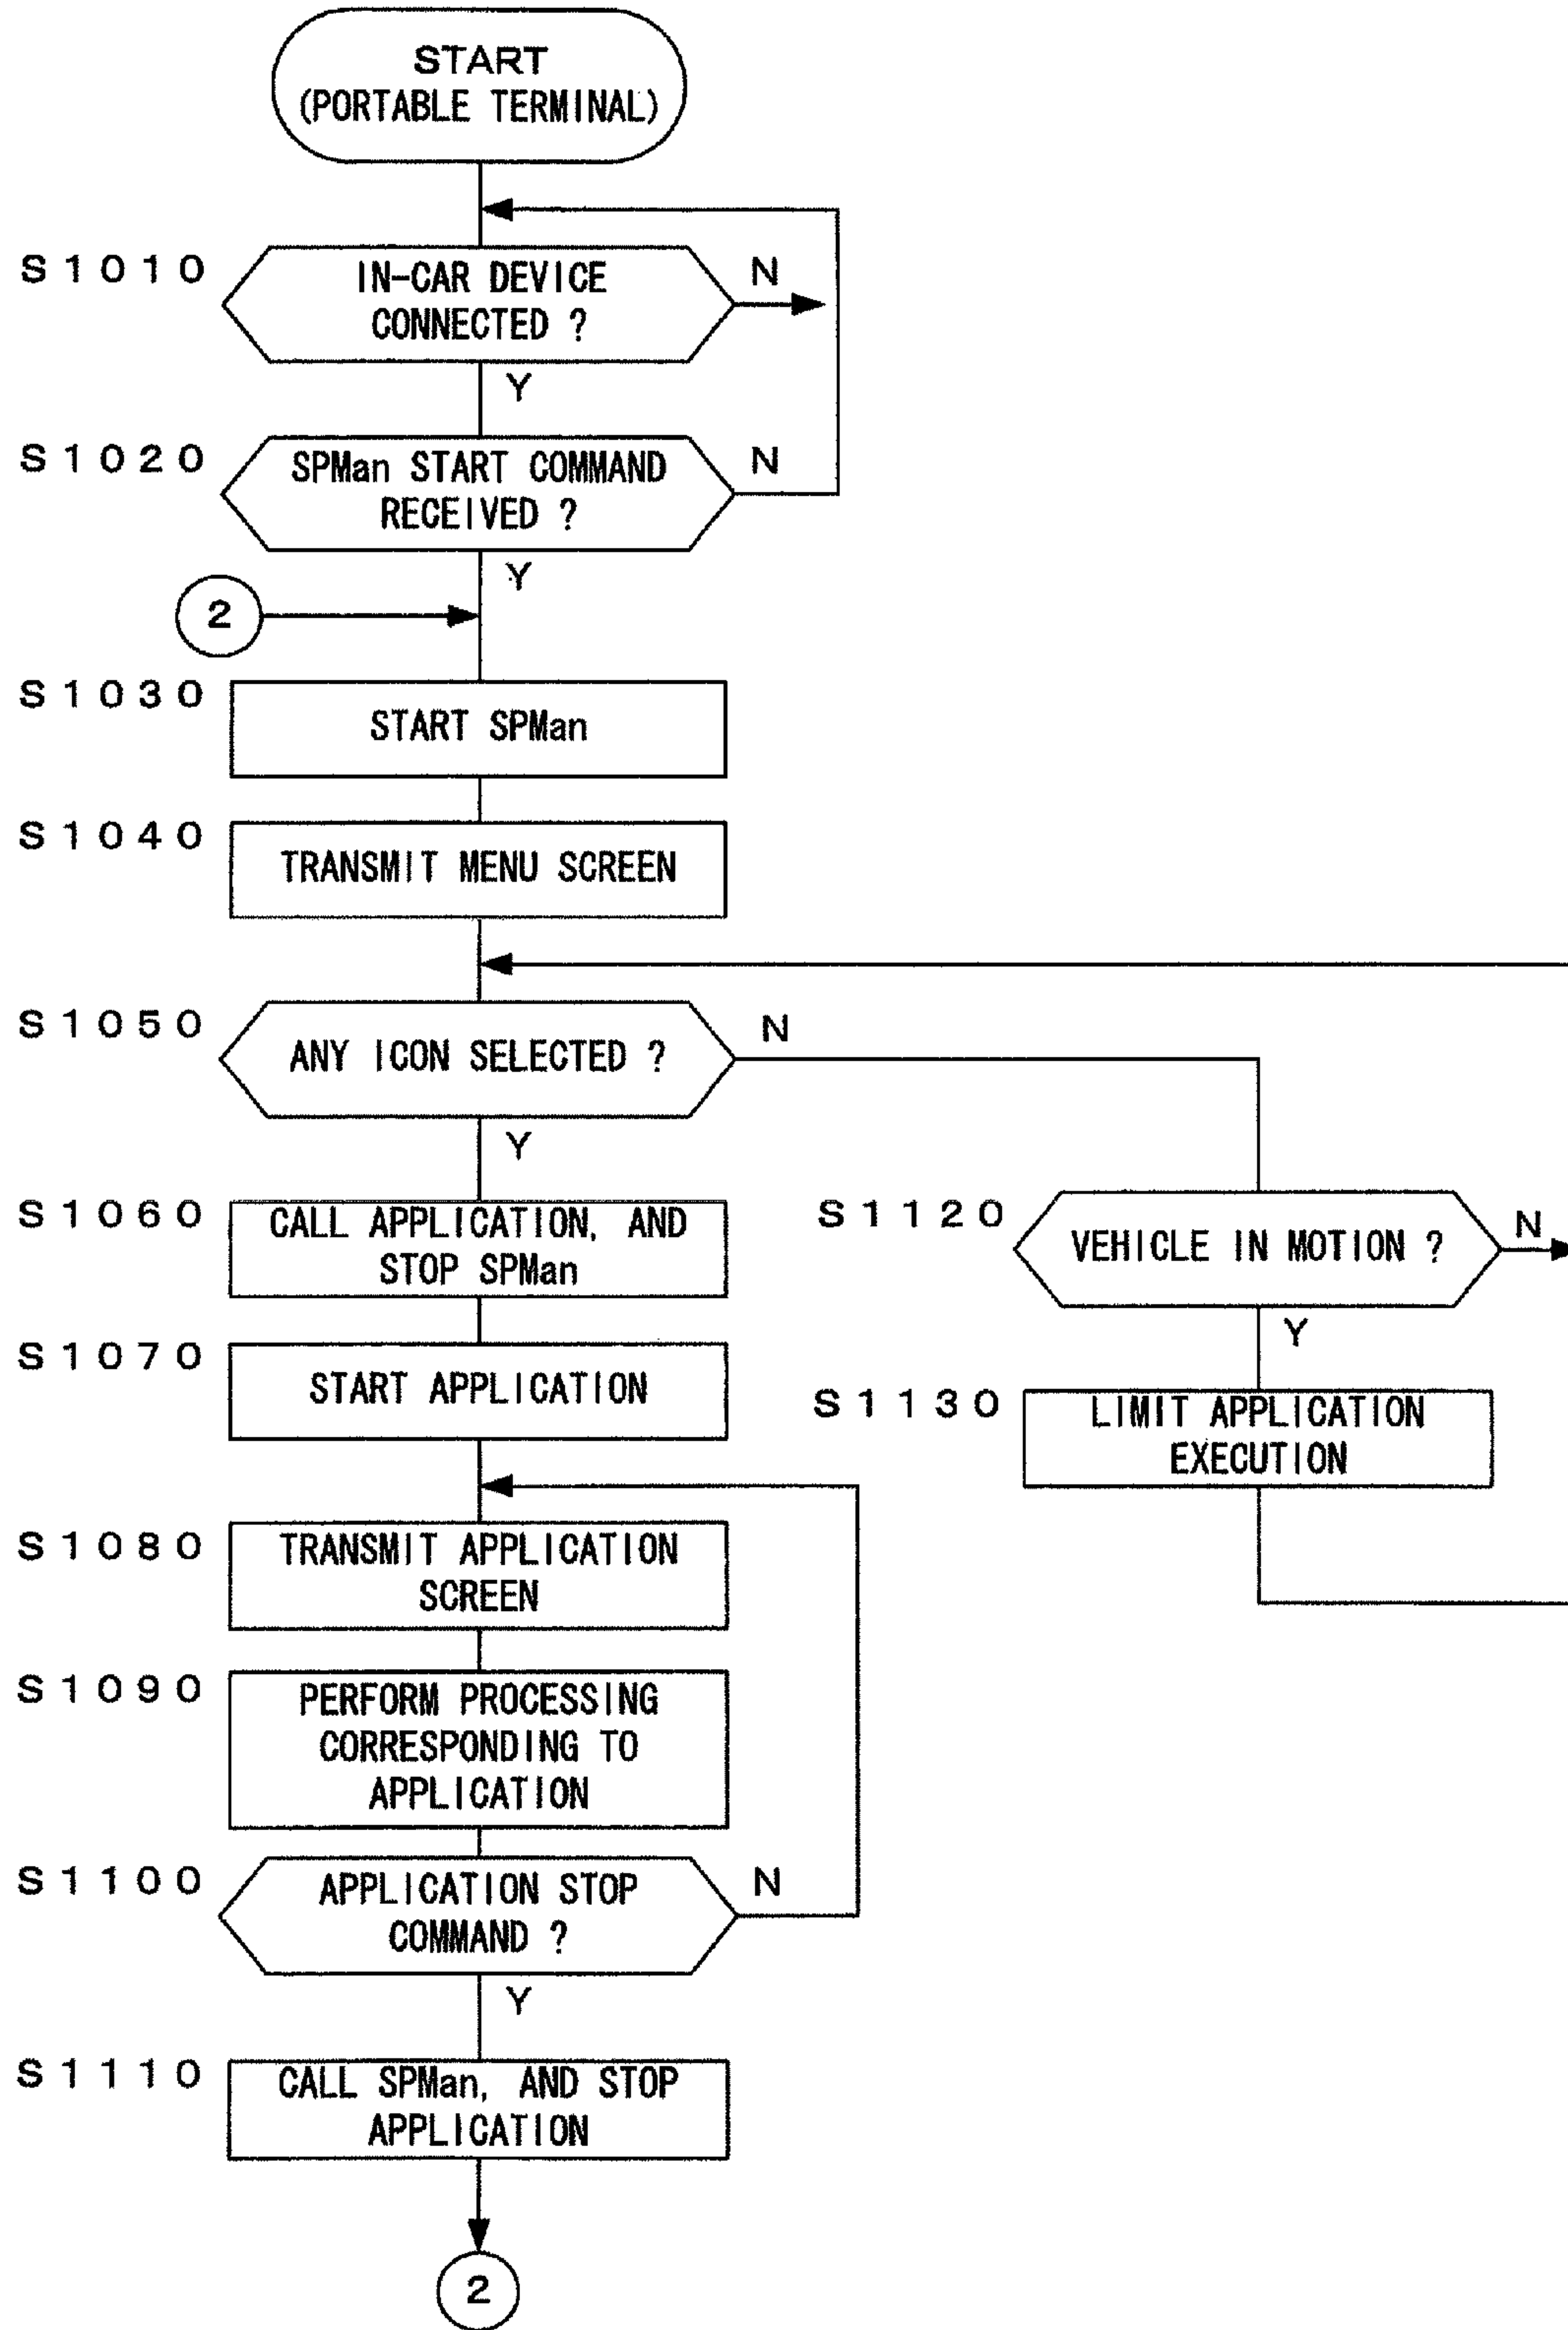 START
(PORTABLE TERMINAL)
S1010
IN-CAR DEVICE
CONNECTED ?
N
Y
S1020
SPMan START COMMAND
RECEIVED ?
N
Y
2
S1030
START SPMan
S1040
TRANSMIT MENU SCREEN
S1050
ANY ICON SELECTED ?
N
Y
S1060
CALL APPLICATION, AND
STOP SPMan
S1120
VEHICLE IN MOTION ?
N
Y
S1070
START APPLICATION
S1130
LIMIT APPLICATION
EXECUTION
S1080
TRANSMIT APPLICATION
SCREEN
S1090
PERFORM PROCESSING
CORRESPONDING TO
APPLICATION
S1100
APPLICATION STOP
COMMAND ?
N
Y
S1110
CALL SPMan, AND STOP
APPLICATION
2